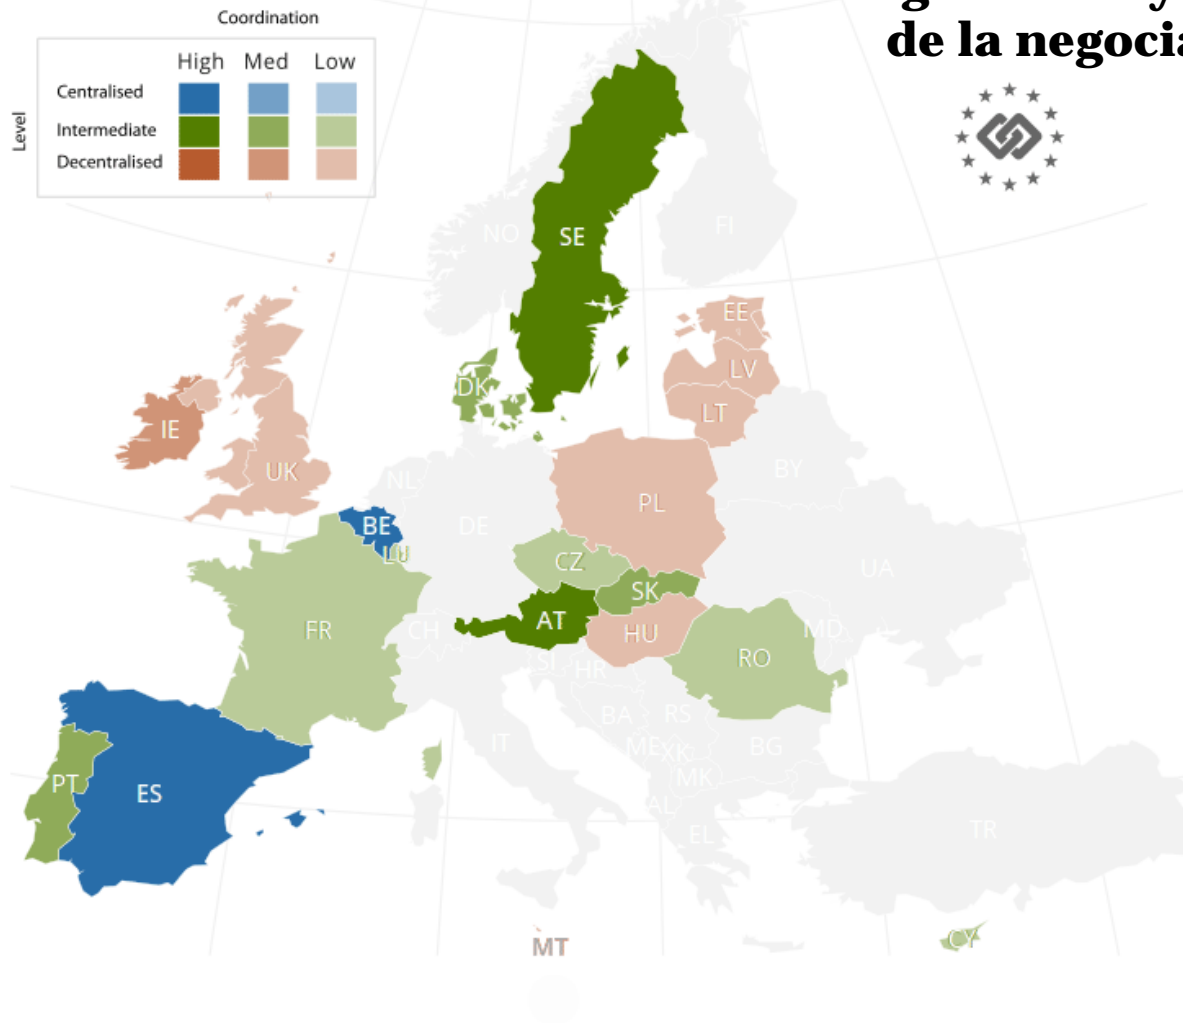 Coordination
High Med Low
Centralised
Intermediate
Decentralised
Level
de la negocia
NO
SE
FI
EE
LV
LT
DK
IE
UK
BY
NL
PL
BE
DE
LU
CZ
UA
SK
AT
FR
CH
HU
MD
RO
SI
HR
BA
RS
IT
ME
XK
BG
MK
PT
ES
AL
EL
TR
CY
MT